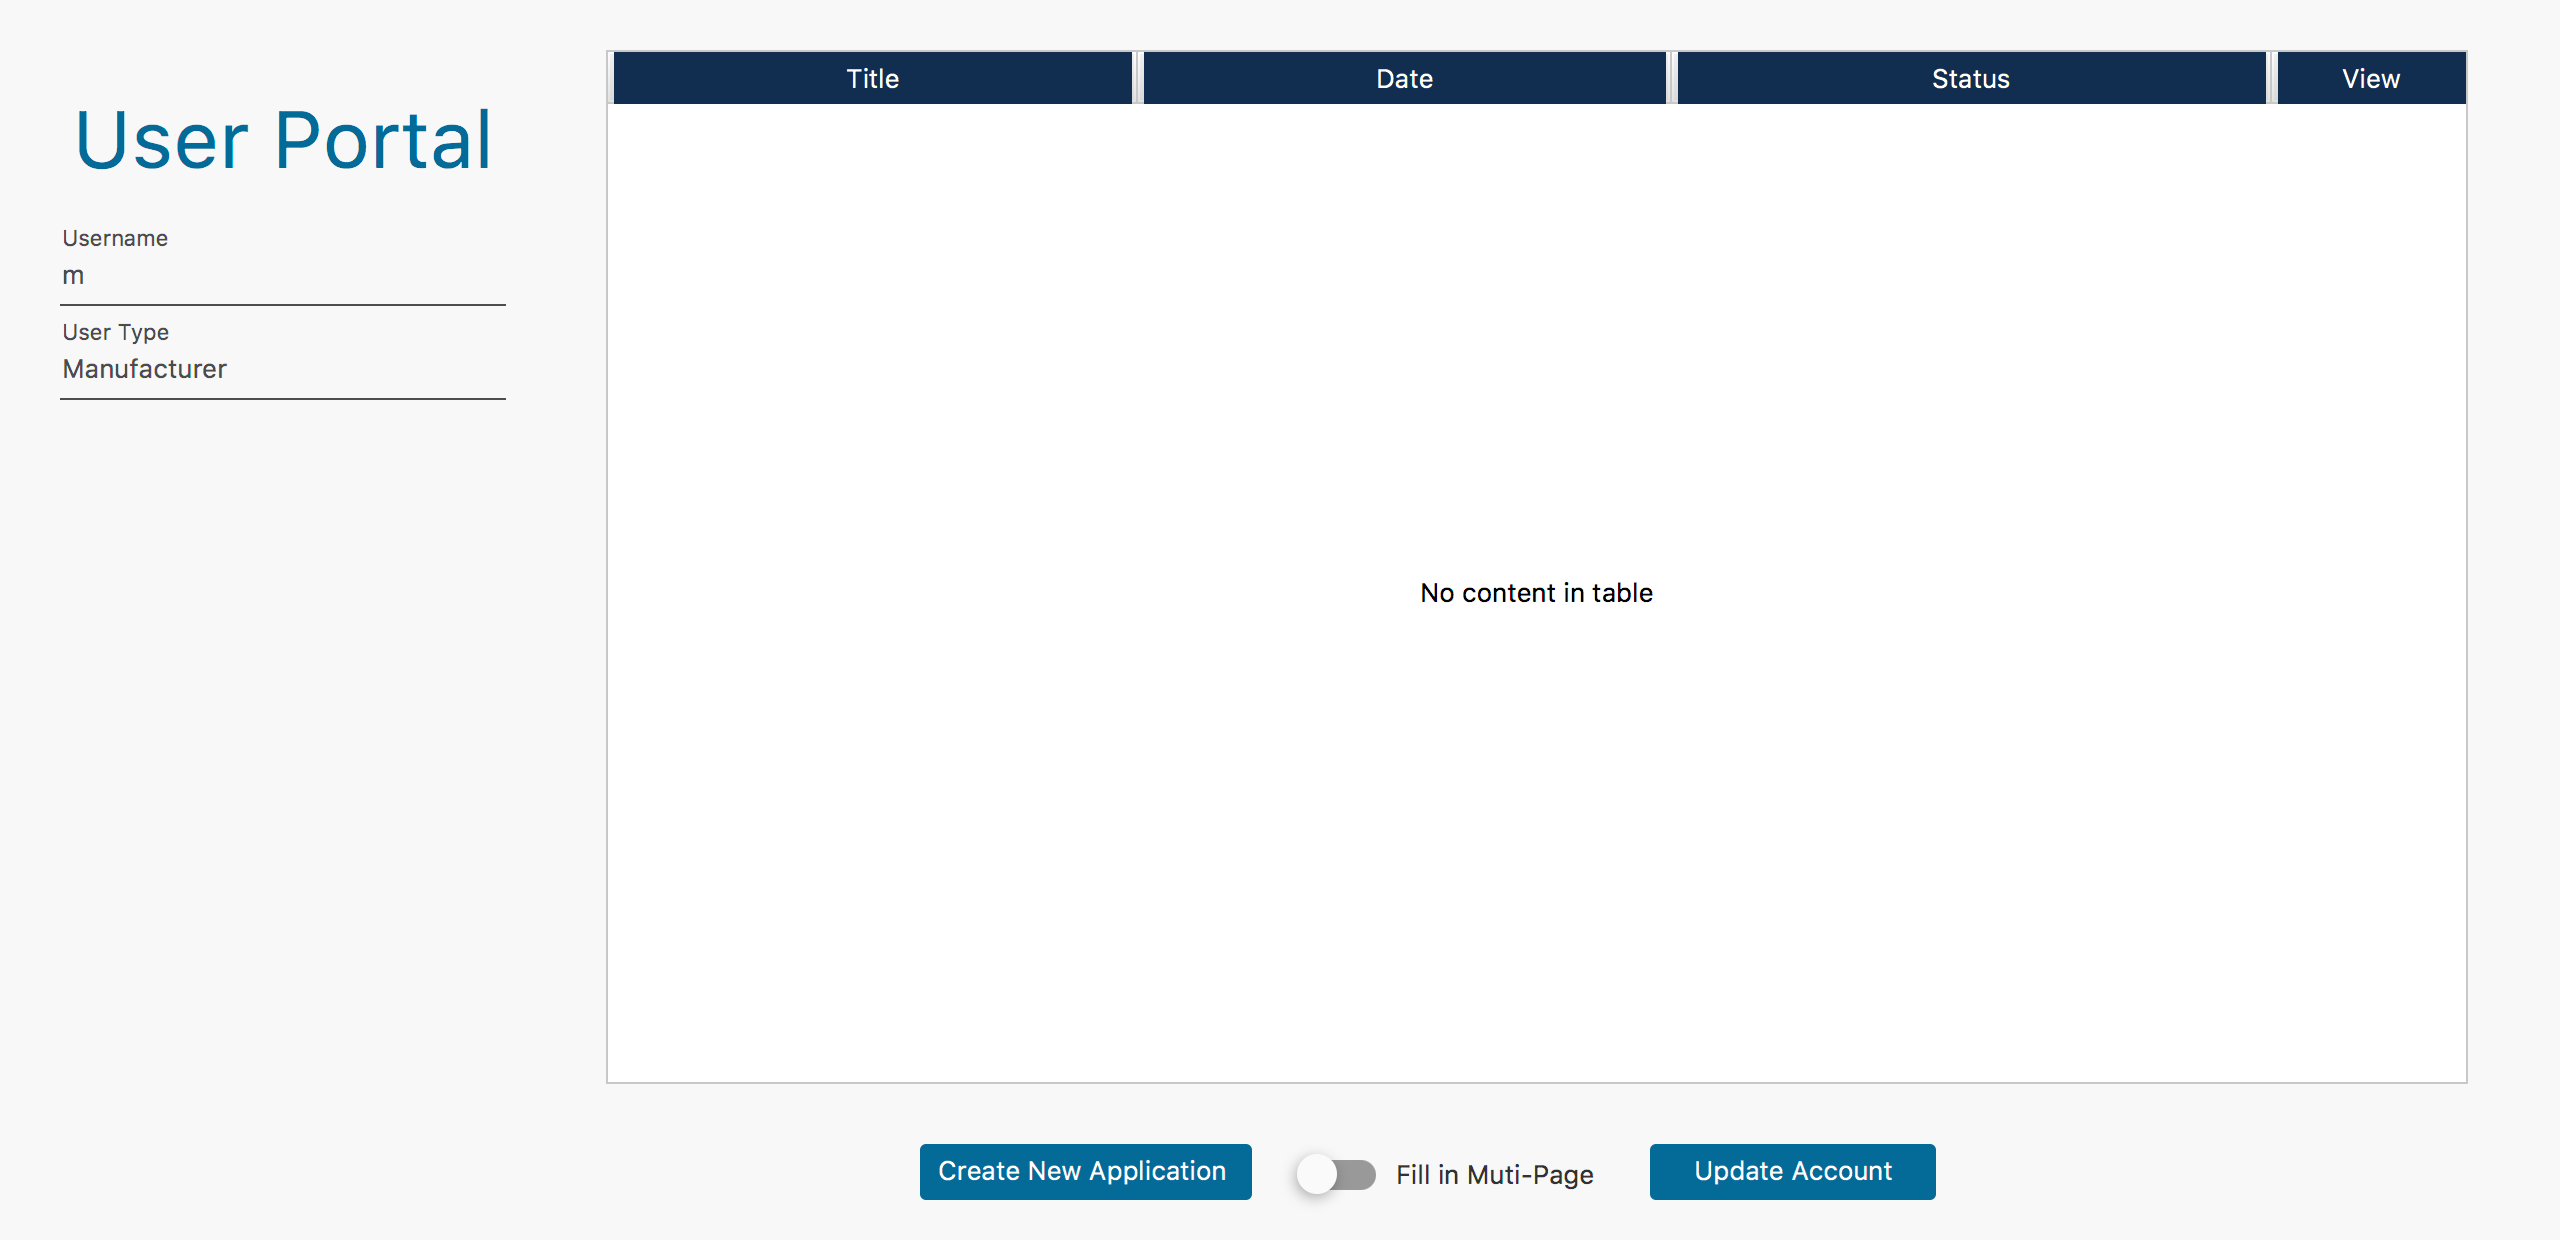 User Portal
Username
m
User Type
Manufacturer
Title Date Status View
No content in table
Create New Application Fill in Muti-Page Update Account